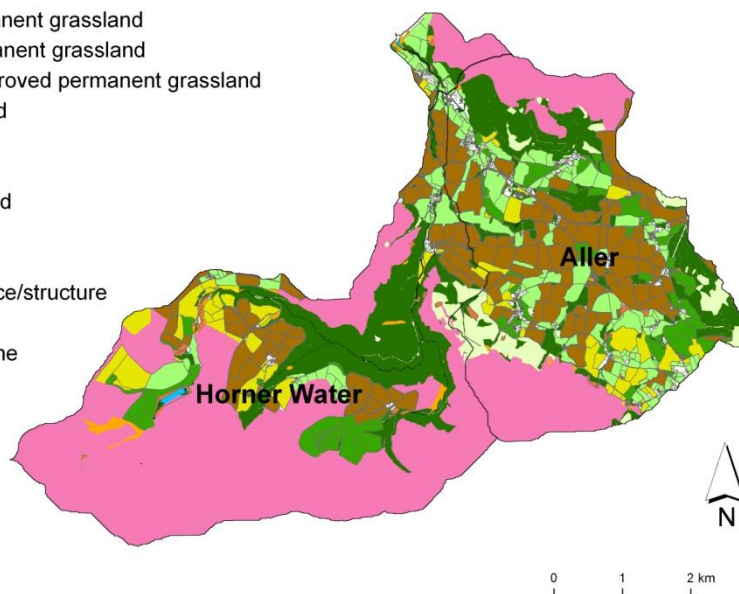 nent grassland
anent grassland
roved permanent grassland
d
d
ce/structure
ne
Aller
Horner Water
N
0 1 2 km